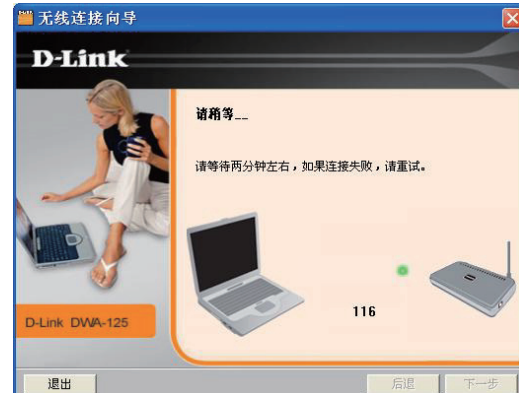 无线连接向导
D-Link
请稍等__
请等待两分钟左右，如果连接失败，请重试。
116
D-Link DWA-125
退出
后退
下一步